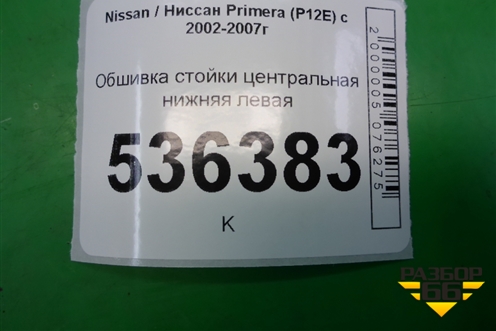 Nissan / Ниссан Primera (P12E) с
2002-2007г
Обшивка стойки центральная
нижняя левая
536383
К
2000005076275
РАЗБОР
66